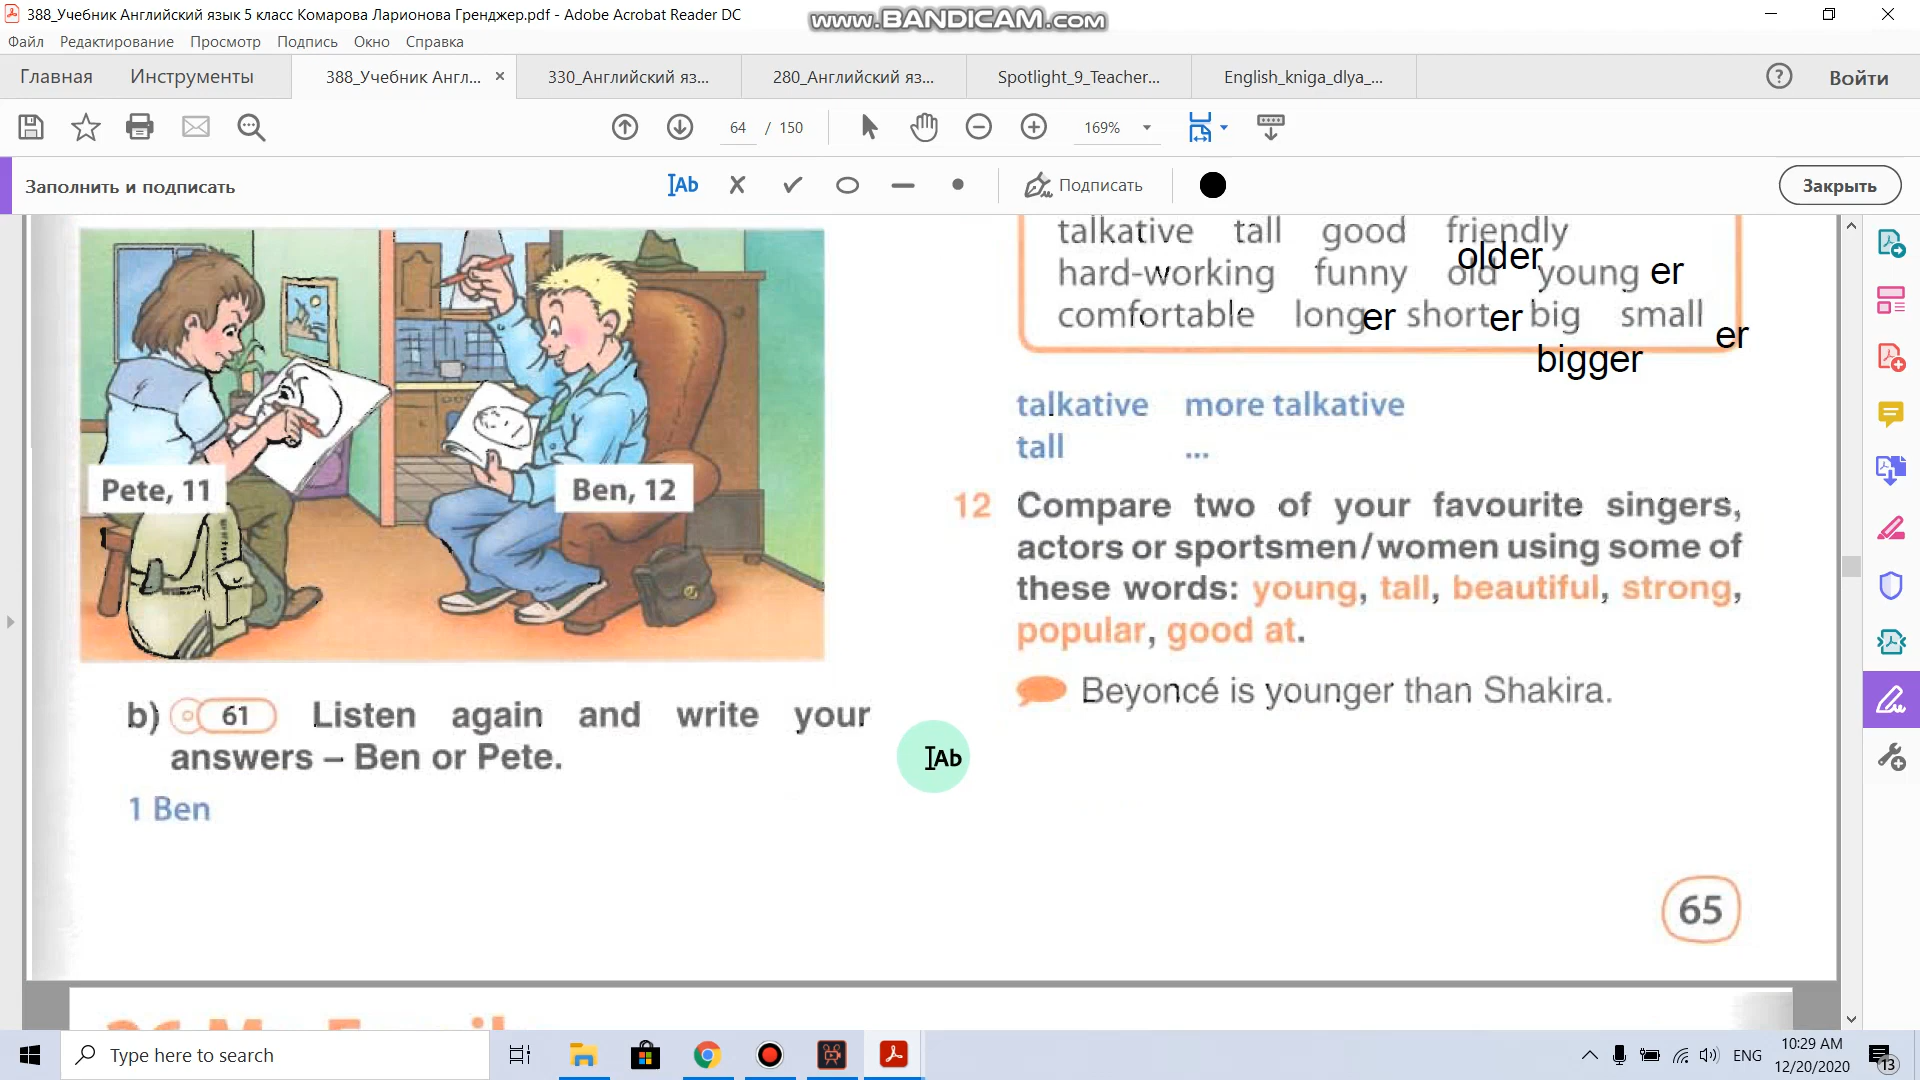 388_Учебник Английский язык 5 класс Комарова Ларионова Гренджер.pdf - Adobe Acrobat Reader DC
www.BANDICAM.com
Файл Редактирование Просмотр Подпись Окно Справка
Главная Инструменты 388_Учебник Англ... × 330_Английский яз... 280_Английский яз... Spotlight_9_Teacher... English_kniga_dlya_... Войти
64 / 150 169%
Заполнить и подписать Ab Подписать Закрыть
Pete, 11
Ben, 12
b) 61 Listen again and write your
answers – Ben or Pete.
1 Ben
Ab
talkative tall good friendly
older
hard-working funny old young er
comfortable long er short er big small
er
bigger
talkative more talkative
tall ...
12 Compare two of your favourite singers,
actors or sportsmen/women using some of
these words: young, tall, beautiful, strong,
popular, good at.
Beyoncé is younger than Shakira.
65
Type here to search
ENG
10:29 AM
12/20/2020
13